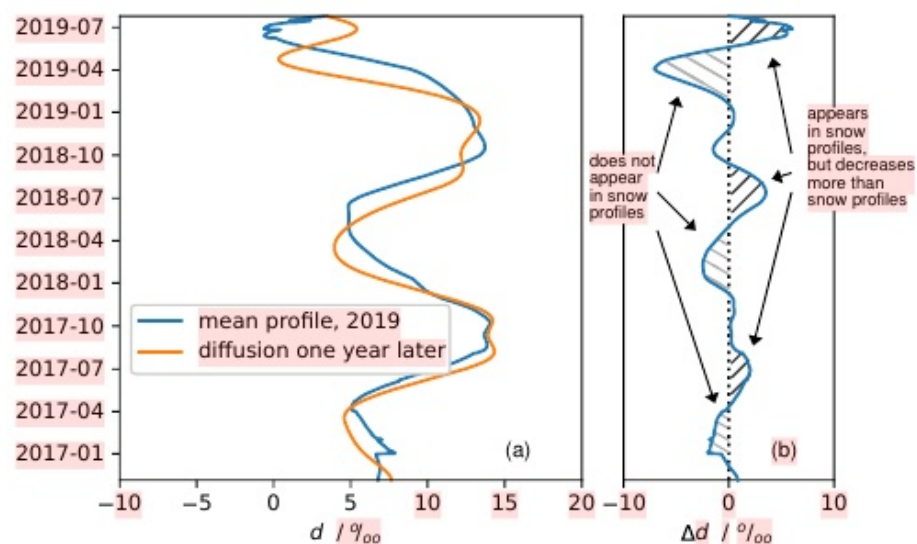 2019-07
2019-04
2019-01
2018-10
2018-07
2018-04
2018-01
2017-10
2017-07
2017-04
2017-01
mean profile, 2019
diffusion one year later
(a)
−10 −5 0 5 10 15 20
d / º/ₒₒ
does not
appear
in snow
profiles
appears
in snow
profiles,
but decreases
more than
snow profiles
(b)
−10 0 10
Δd / º/ₒₒ